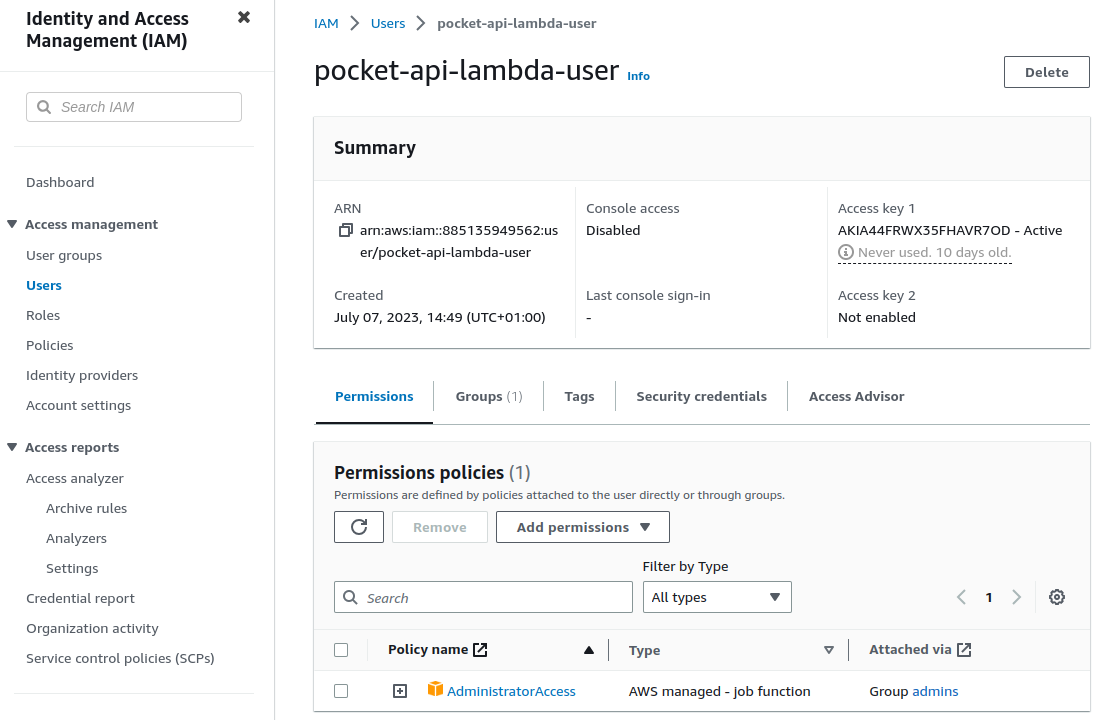 Identity and Access
Management (IAM)
Search IAM
Dashboard
Access management
User groups
Users
Roles
Policies
Identity providers
Account settings
Access reports
Access analyzer
Archive rules
Analyzers
Settings
Credential report
Organization activity
Service control policies (SCPs)
IAM Users pocket-api-lambda-user
pocket-api-lambda-user Info
Delete
Summary
ARN
arn:aws:iam::885135949562:us
er/pocket-api-lambda-user
Console access
Disabled
Access key 1
AKIA44FRWX35FHAVR7OD - Active
Never used. 10 days old.
Created
July 07, 2023, 14:49 (UTC+01:00)
Last console sign-in
-
Access key 2
Not enabled
Permissions
Groups (1)
Tags
Security credentials
Access Advisor
Permissions policies (1)
Permissions are defined by policies attached to the user directly or through groups.
Remove
Add permissions
Filter by Type
Search
All types
1
Policy name
Type
Attached via
AdministratorAccess
AWS managed - job function
Group admins